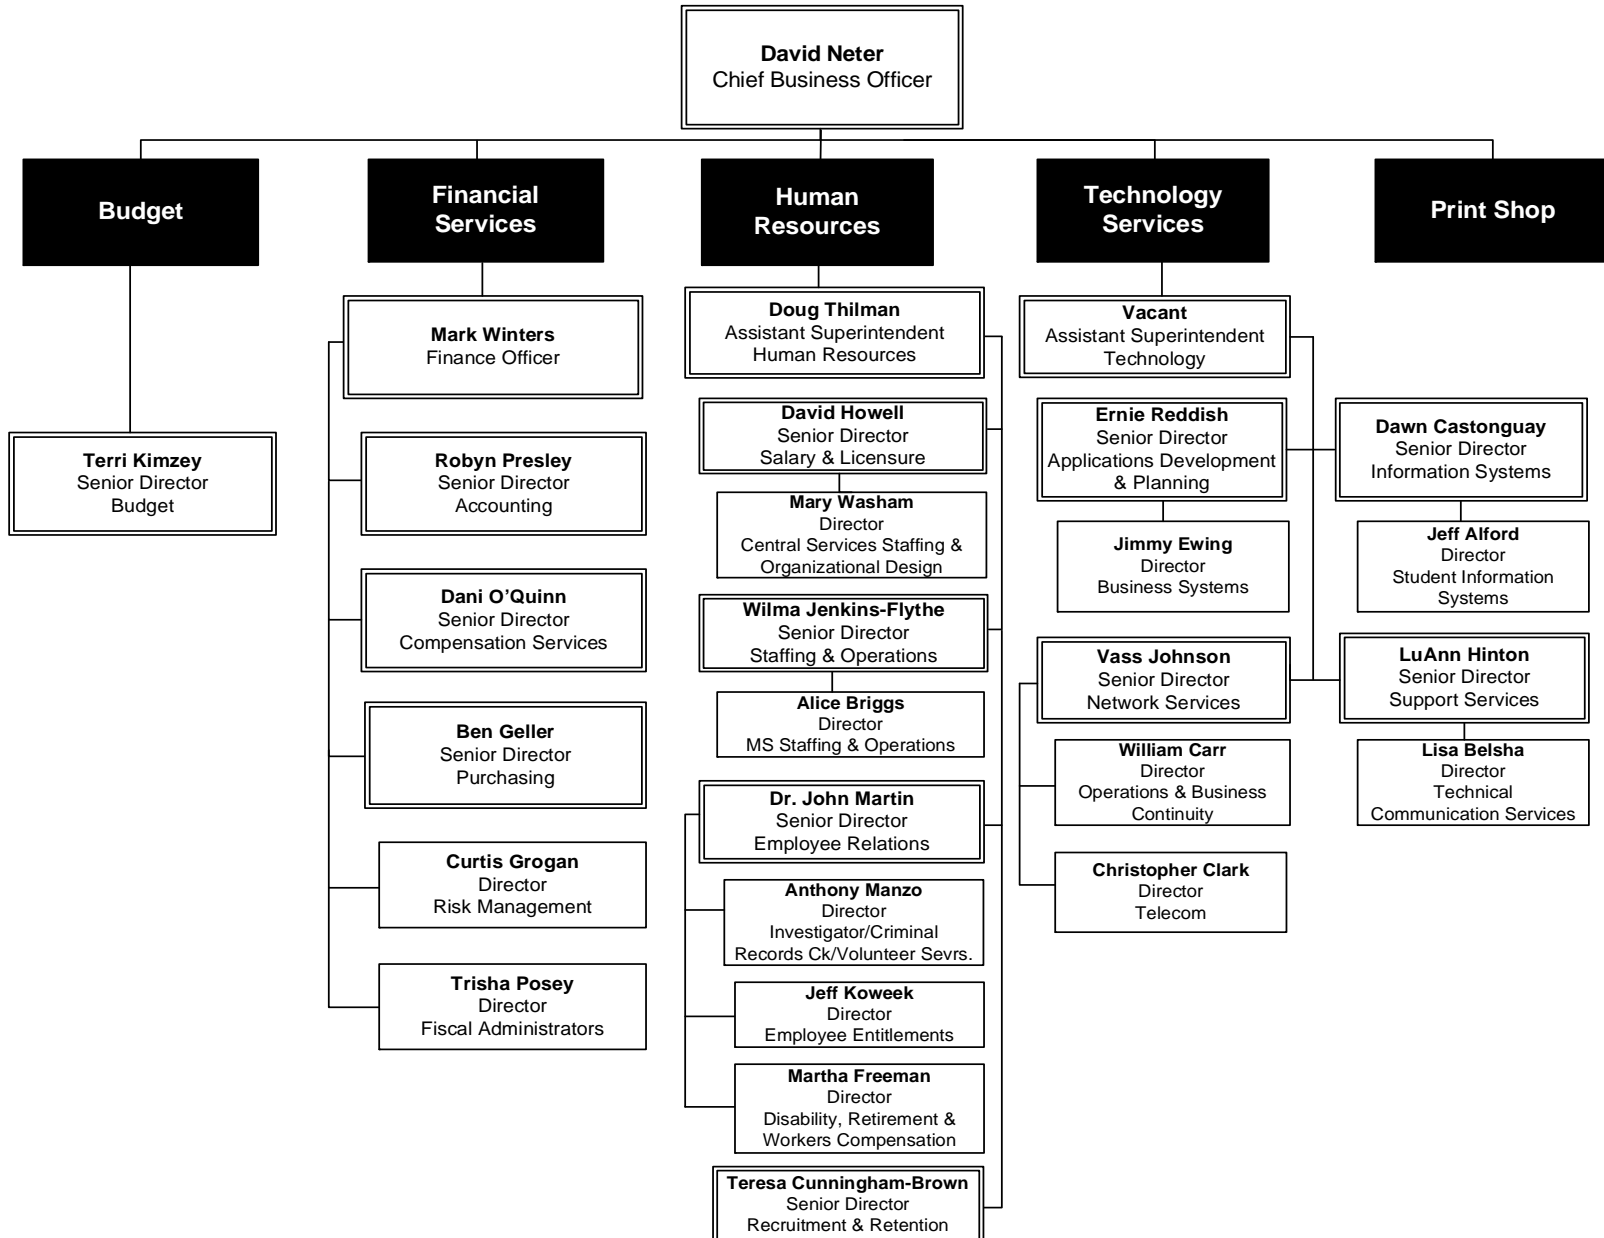 David Neter
Chief Business Officer
Budget
Financial
Services
Human
Resources
Technology
Services
Print Shop
Terri Kimzey
Senior Director
Budget
Mark Winters
Finance Officer
Robyn Presley
Senior Director
Accounting
Dani O’Quinn
Senior Director
Compensation Services
Ben Geller
Senior Director
Purchasing
Curtis Grogan
Director
Risk Management
Trisha Posey
Director
Fiscal Administrators
Doug Thilman
Assistant Superintendent
Human Resources
David Howell
Senior Director
Salary & Licensure
Mary Washam
Director
Central Services Staffing &
Organizational Design
Wilma Jenkins-Flythe
Senior Director
Staffing & Operations
Alice Briggs
Director
MS Staffing & Operations
Dr. John Martin
Senior Director
Employee Relations
Anthony Manzo
Director
Investigator/Criminal
Records Ck/Volunteer Sevrs.
Jeff Koweek
Director
Employee Entitlements
Martha Freeman
Director
Disability, Retirement &
Workers Compensation
Teresa Cunningham-Brown
Senior Director
Recruitment & Retention
Vacant
Assistant Superintendent
Technology
Ernie Reddish
Senior Director
Applications Development
& Planning
Jimmy Ewing
Director
Business Systems
Vass Johnson
Senior Director
Network Services
William Carr
Director
Operations & Business
Continuity
Christopher Clark
Director
Telecom
Dawn Castonguay
Senior Director
Information Systems
Jeff Alford
Director
Student Information
Systems
LuAnn Hinton
Senior Director
Support Services
Lisa Belsha
Director
Technical
Communication Services